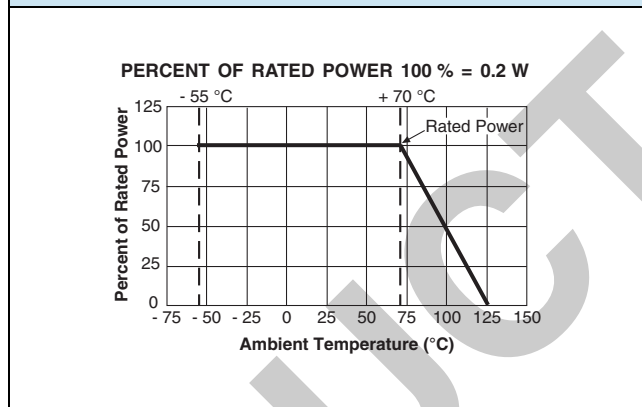 PERCENT OF RATED POWER 100 % = 0.2 W
- 55 °C + 70 °C
125
Rated Power
100
75
50
25
0
Percent of Rated Power
- 75 - 50 - 25 0 25 50 75 100 125 150
Ambient Temperature (°C)
UCT